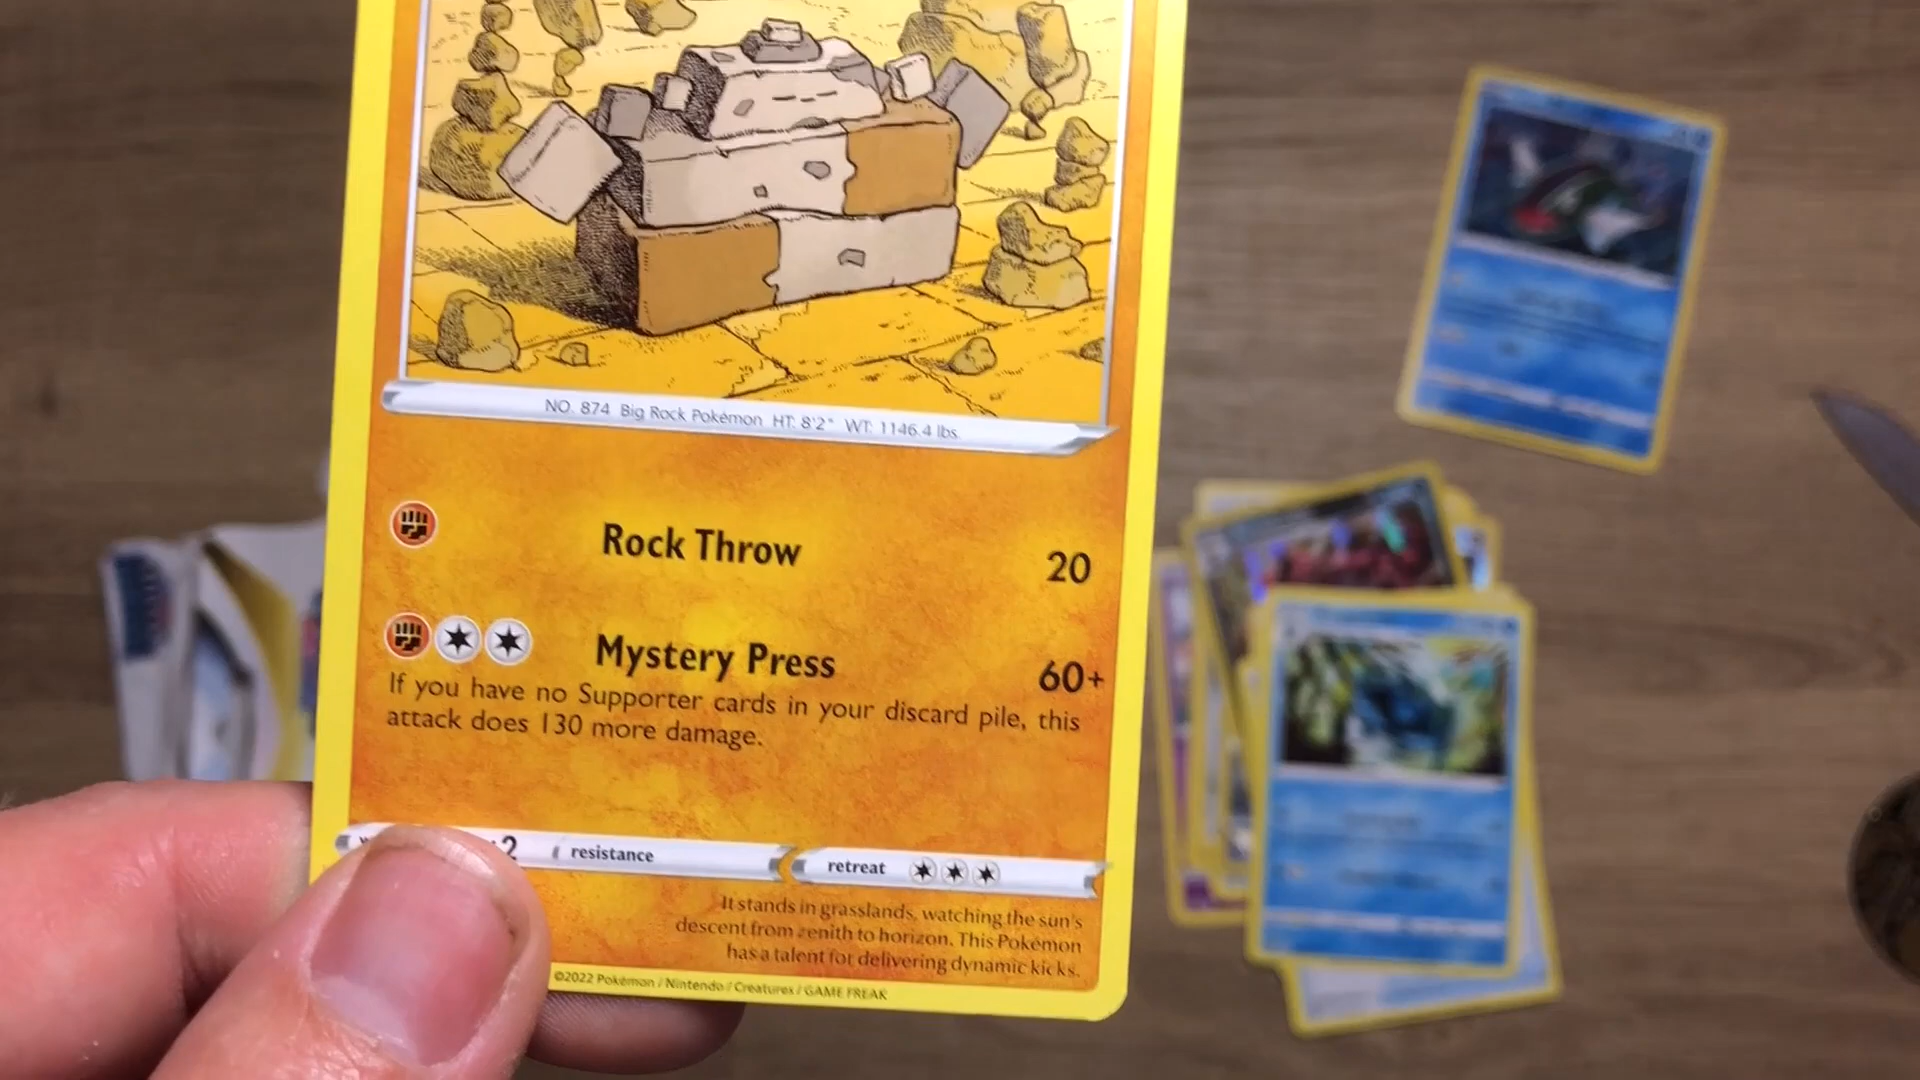 NO. 874 Big Rock Pokémon HT: 8'2" WT: 1146.4 lbs.
Rock Throw 20
Mystery Press 60+
If you have no Supporter cards in your discard pile, this
attack does 130 more damage.
2 resistance retreat
It stands in grasslands, watching the sun's
descent from zenith to horizon. This Pokémon
has a talent for delivering dynamic kicks.
©2022 Pokémon / Nintendo / Creatures / GAME FREAK